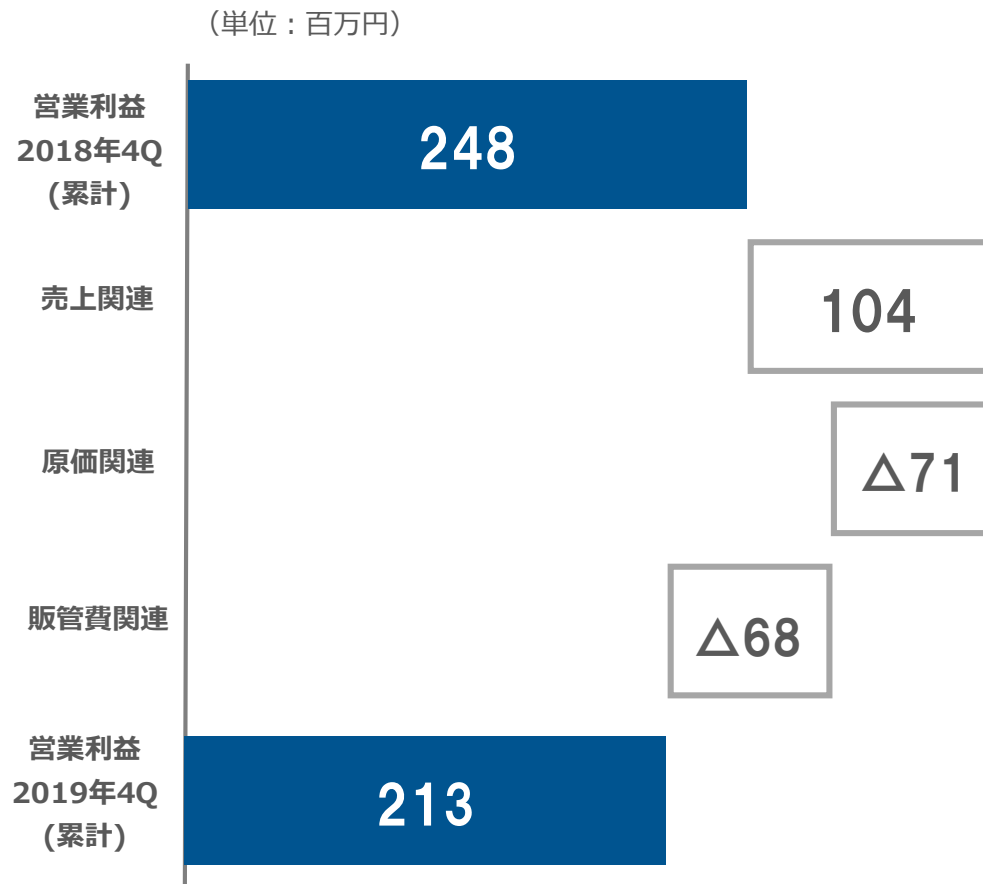 （単位：百万円）
営業利益
2018年4Q
(累計)
248
売上関連
104
原価関連
△71
販管費関連
△68
営業利益
2019年4Q
(累計)
213